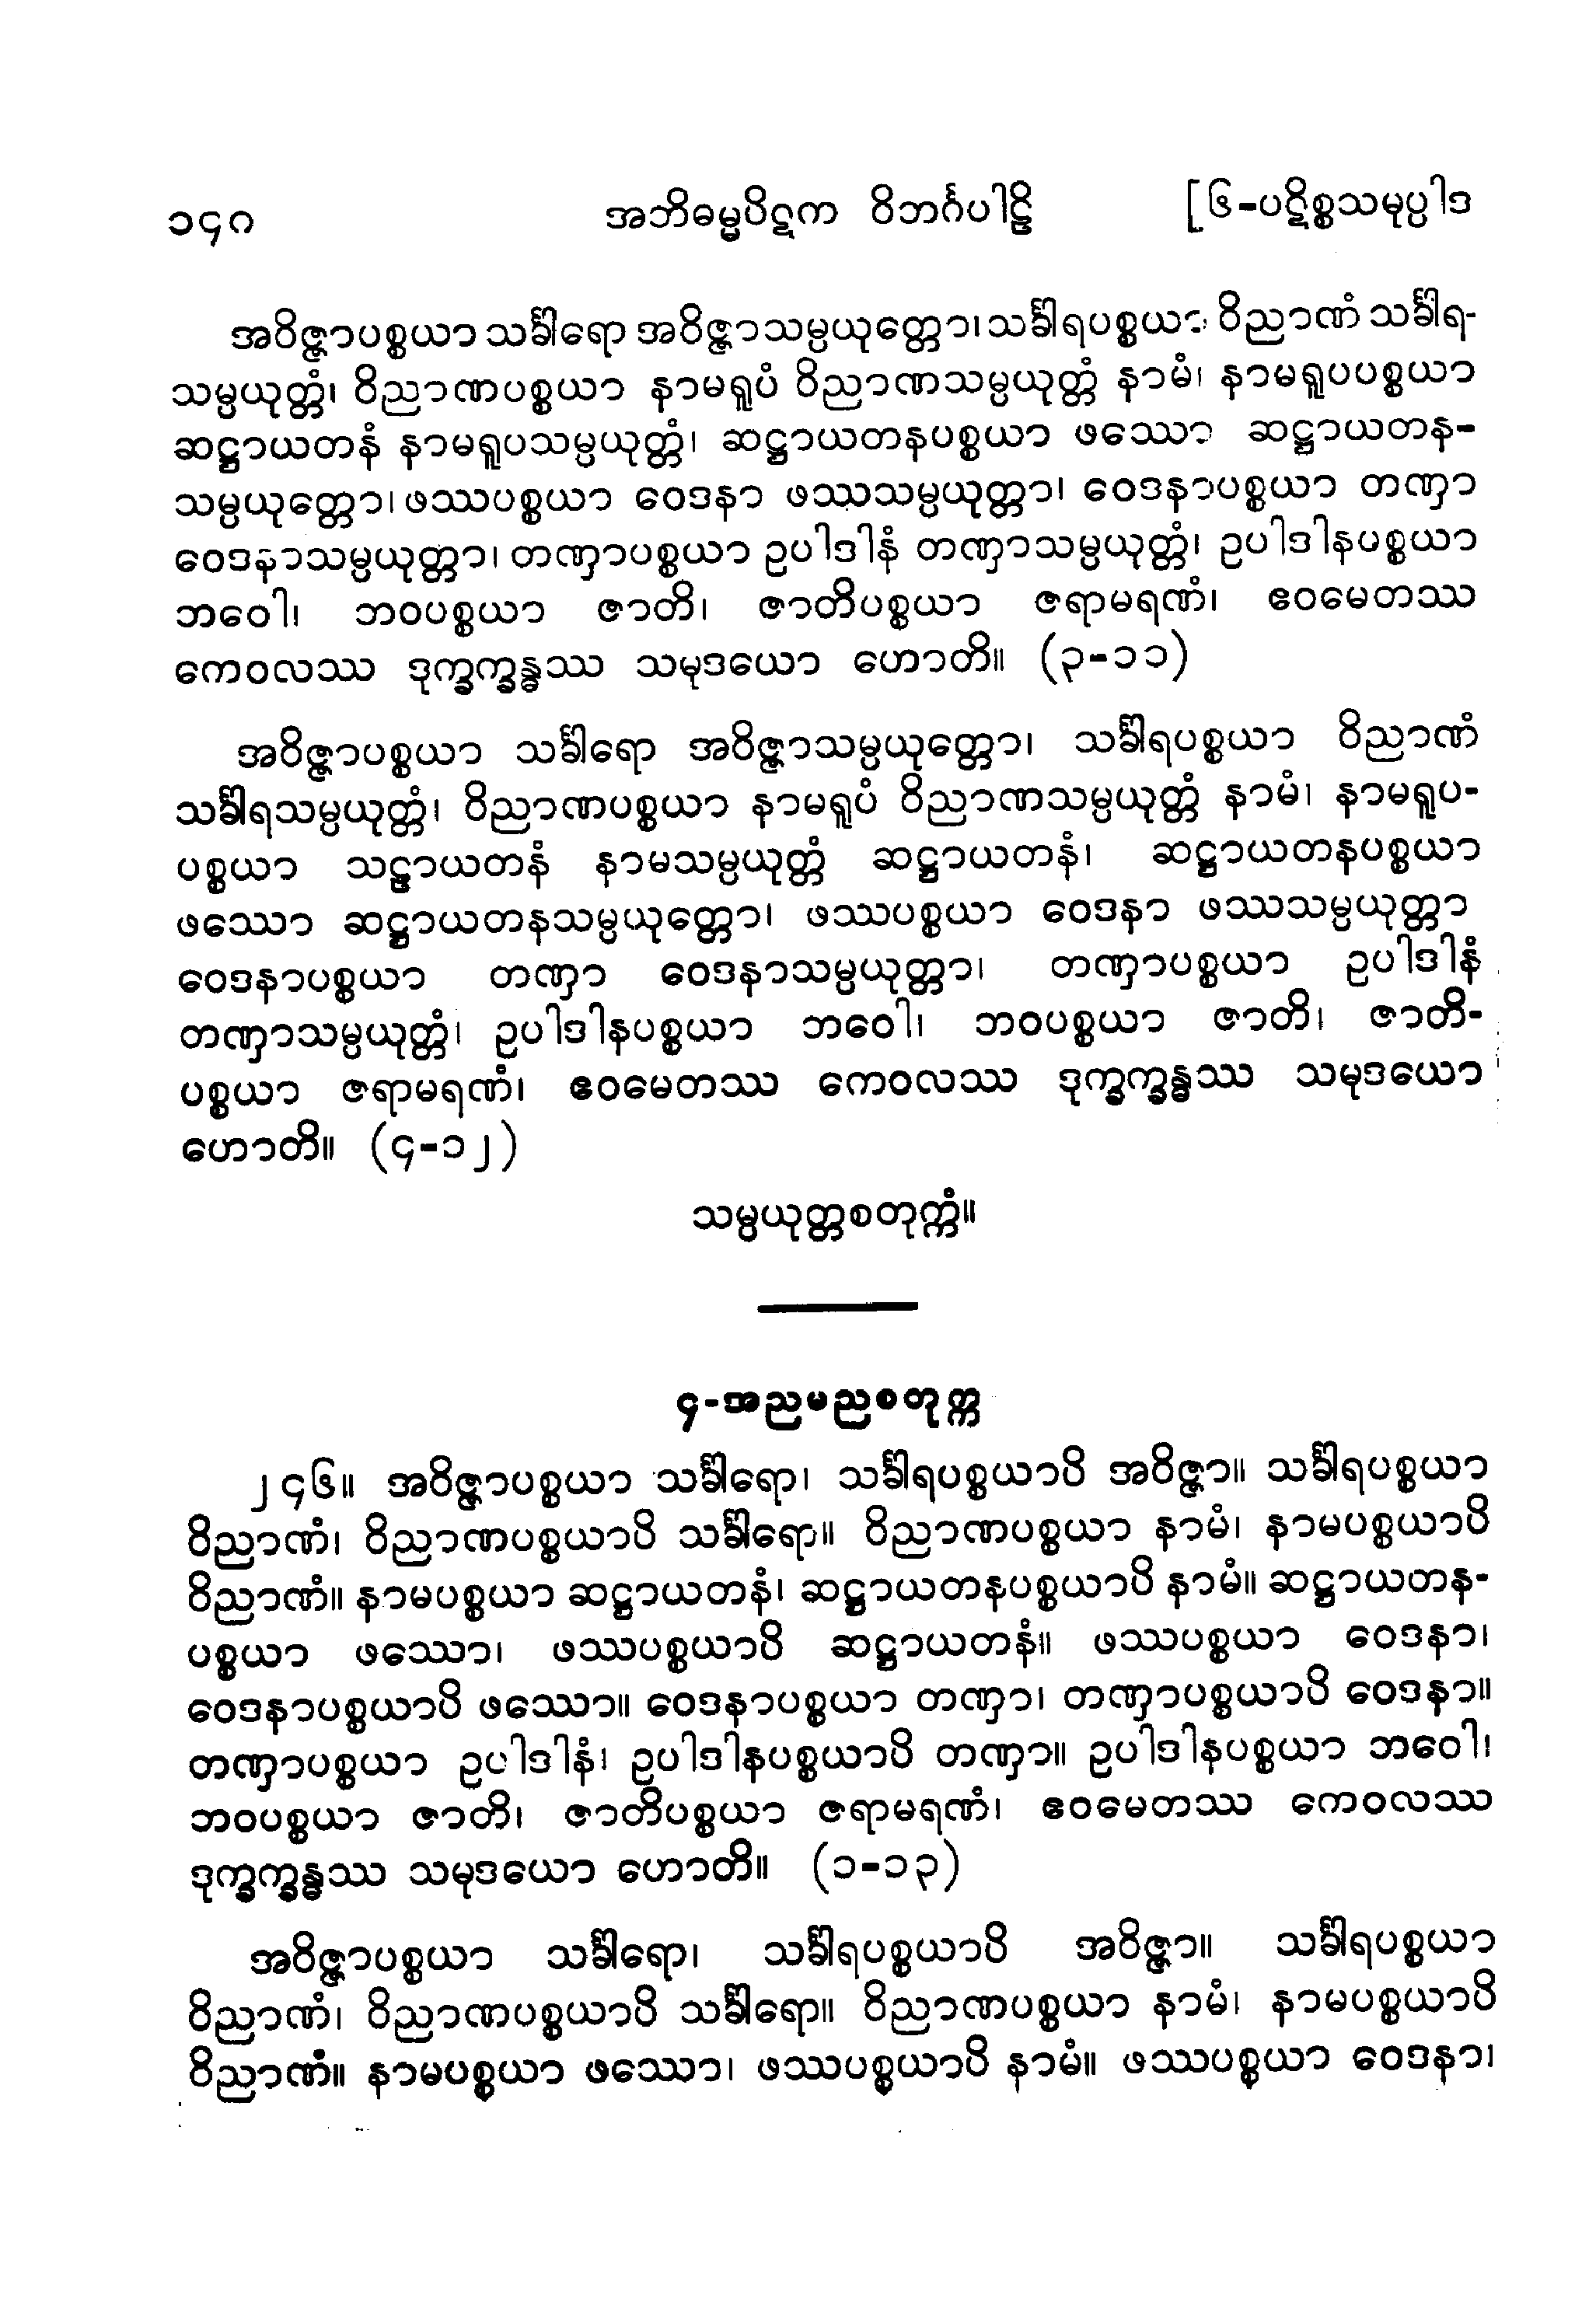 ၁၄၈ အဘိဓမ္မပိဋက ဝိဘင်္ဂပါဠိ [၆-ပဋိစ္စသမုပ္ပါဒ
အဝိဇ္ဇာပစ္စယာ သင်္ခါရော အဝိဇ္ဇာသမ္ပယုတ္တော၊ သင်္ခါရပစ္စယာ ဝိညာဏံ သင်္ခါရ-
သမ္ပယုတ္တံ၊ ဝိညာဏပစ္စယာ နာမရူပံ ဝိညာဏသမ္ပယုတ္တံ နာမံ၊ နာမရူပပစ္စယာ
ဆဋ္ဌာယတနံ နာမရူပသမ္ပယုတ္တံ၊ ဆဋ္ဌာယတနပစ္စယာ ဖဿော ဆဋ္ဌာယတန-
သမ္ပယုတ္တော၊ ဖဿပစ္စယာ ဝေဒနာ ဖဿသမ္ပယုတ္တာ၊ ဝေဒနာပစ္စယာ တဏှာ
ဝေဒနာသမ္ပယုတ္တာ၊ တဏှာပစ္စယာ ဥပါဒါနံ တဏှာသမ္ပယုတ္တံ၊ ဥပါဒါနပစ္စယာ
ဘဝေါ၊ ဘဝပစ္စယာ ဇာတိ၊ ဇာတိပစ္စယာ ဇရာမရဏံ၊ ဧဝမေတဿ
ကေဝလဿ ဒုက္ခက္ခန္ဓဿ သမုဒယော ဟောတိ။ (၃-၁၁)
အဝိဇ္ဇာပစ္စယာ သင်္ခါရော အဝိဇ္ဇာသမ္ပယုတ္တော၊ သင်္ခါရပစ္စယာ ဝိညာဏံ
သင်္ခါရသမ္ပယုတ္တံ၊ ဝိညာဏပစ္စယာ နာမရူပံ ဝိညာဏသမ္ပယုတ္တံ နာမံ၊ နာမရူပ-
ပစ္စယာ သဠာယတနံ နာမသမ္ပယုတ္တံ ဆဋ္ဌာယတနံ၊ ဆဋ္ဌာယတနပစ္စယာ
ဖဿော ဆဋ္ဌာယတနသမ္ပယုတ္တော၊ ဖဿပစ္စယာ ဝေဒနာ ဖဿသမ္ပယုတ္တာ
ဝေဒနာပစ္စယာ တဏှာ ဝေဒနာသမ္ပယုတ္တာ၊ တဏှာပစ္စယာ ဥပါဒါနံ
တဏှာသမ္ပယုတ္တံ၊ ဥပါဒါနပစ္စယာ ဘဝေါ၊ ဘဝပစ္စယာ ဇာတိ၊ ဇာတိ-
ပစ္စယာ ဇရာမရဏံ၊ ဧဝမေတဿ ကေဝလဿ ဒုက္ခက္ခန္ဓဿ သမုဒယော
ဟောတိ။ (၄-၁၂)
သမ္ပယုတ္တစတုက္ကံ။
၄-အညမညစတုက္က
၂၄၆။ အဝိဇ္ဇာပစ္စယာ သင်္ခါရော၊ သင်္ခါရပစ္စယာပိ အဝိဇ္ဇာ။ သင်္ခါရပစ္စယာ
ဝိညာဏံ၊ ဝိညာဏပစ္စယာပိ သင်္ခါရော။ ဝိညာဏပစ္စယာ နာမံ၊ နာမပစ္စယာပိ
ဝိညာဏံ။ နာမပစ္စယာ ဆဋ္ဌာယတနံ၊ ဆဋ္ဌာယတနပစ္စယာပိ နာမံ။ ဆဋ္ဌာယတန-
ပစ္စယာ ဖဿော၊ ဖဿပစ္စယာပိ ဆဋ္ဌာယတနံ။ ဖဿပစ္စယာ ဝေဒနာ၊
ဝေဒနာပစ္စယာပိ ဖဿော။ ဝေဒနာပစ္စယာ တဏှာ၊ တဏှာပစ္စယာပိ ဝေဒနာ။
တဏှာပစ္စယာ ဥပါဒါနံ၊ ဥပါဒါနပစ္စယာပိ တဏှာ။ ဥပါဒါနပစ္စယာ ဘဝေါ၊
ဘဝပစ္စယာ ဇာတိ၊ ဇာတိပစ္စယာ ဇရာမရဏံ၊ ဧဝမေတဿ ကေဝလဿ
ဒုက္ခက္ခန္ဓဿ သမုဒယော ဟောတိ။ (၁-၁၃)
အဝိဇ္ဇာပစ္စယာ သင်္ခါရော၊ သင်္ခါရပစ္စယာပိ အဝိဇ္ဇာ။ သင်္ခါရပစ္စယာ
ဝိညာဏံ၊ ဝိညာဏပစ္စယာပိ သင်္ခါရော။ ဝိညာဏပစ္စယာ နာမံ၊ နာမပစ္စယာပိ
ဝိညာဏံ။ နာမပစ္စယာ ဖဿော၊ ဖဿပစ္စယာပိ နာမံ။ ဖဿပစ္စယာ ဝေဒနာ၊